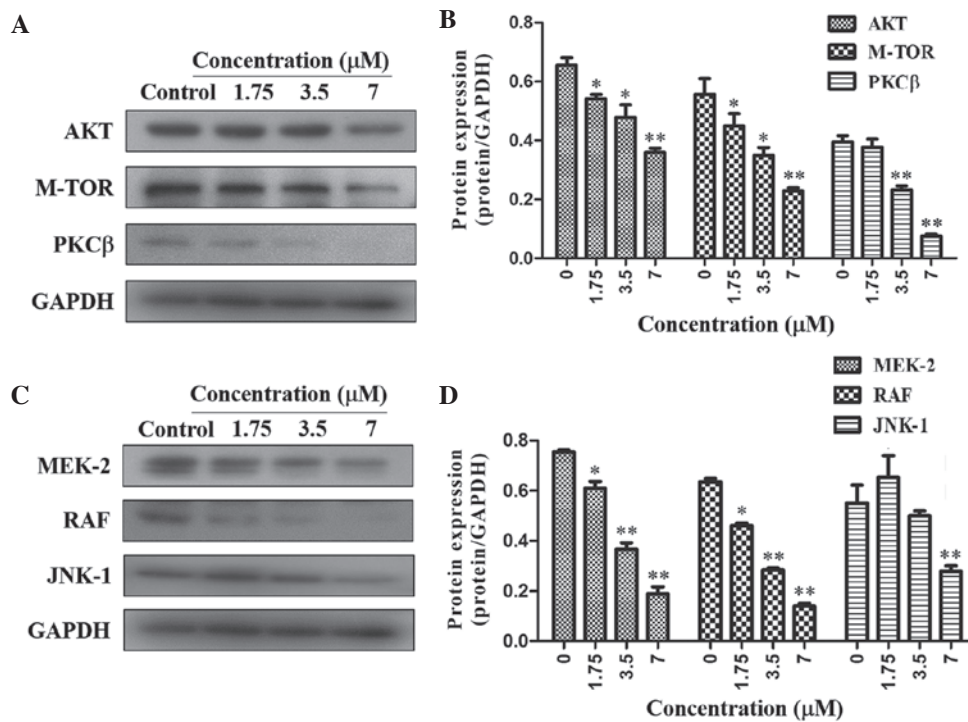 A
Concentration (μM)
Control 1.75 3.5 7
AKT
M-TOR
PKCβ
GAPDH
B
AKT
M-TOR
PKCβ
Protein expression
(protein/GAPDH)
0.8
0.6
0.4
0.2
0.0
* * ** * * ** ** **
0 1.75 3.5 7 0 1.75 3.5 7 0 1.75 3.5 7
Concentration (μM)
C
Concentration (μM)
Control 1.75 3.5 7
MEK-2
RAF
JNK-1
GAPDH
D
MEK-2
RAF
JNK-1
Protein expression
(protein/GAPDH)
0.8
0.6
0.4
0.2
0.0
* ** ** * ** ** **
0 1.75 3.5 7 0 1.75 3.5 7 0 1.75 3.5 7
Concentration (μM)